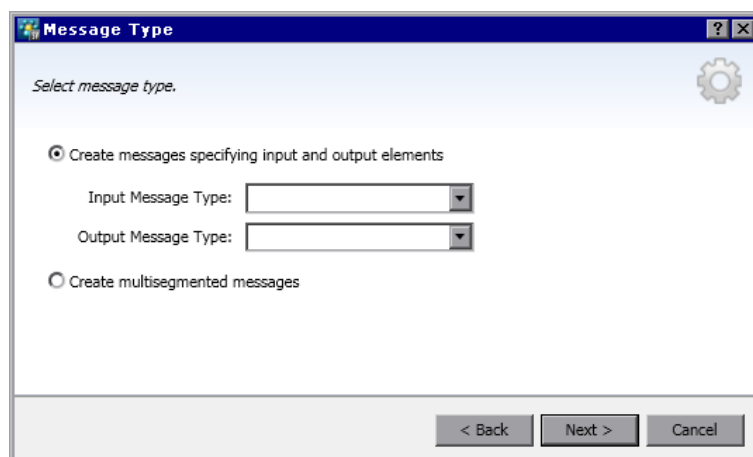 Message Type
Select message type.
Create messages specifying input and output elements
Input Message Type:
Output Message Type:
Create multisegmented messages
< Back Next > Cancel